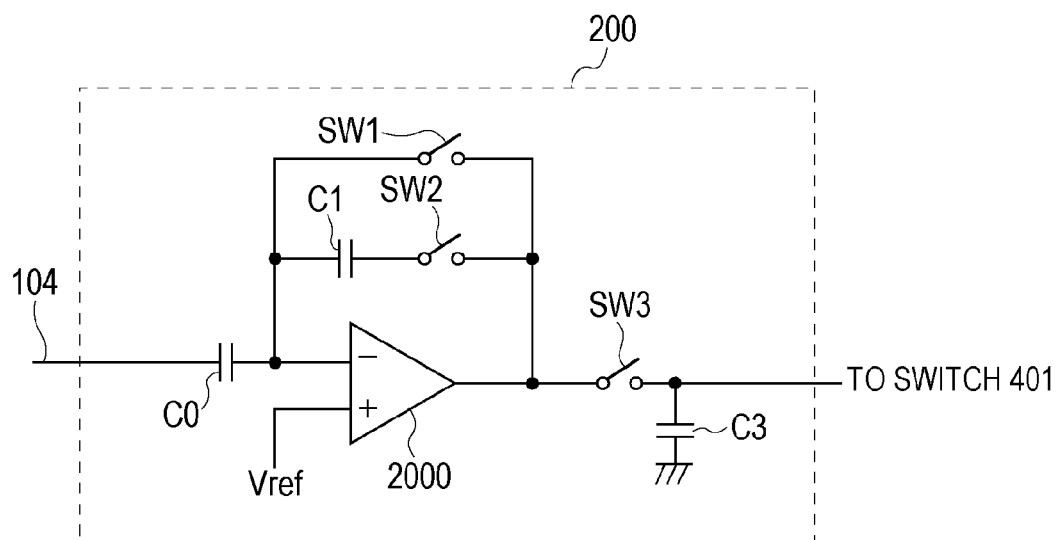 200
SW1
SW2
C1
104
SW3
−
TO SWITCH 401
C0
+
C3
Vref
2000